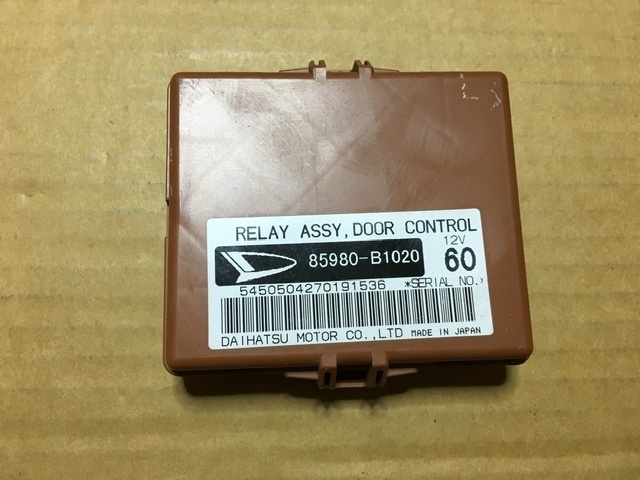 RELAY ASSY, DOOR CONTROL
85980-B1020
12V
60
5450504270191536 *SERIAL NO.›
DAIHATSU MOTOR CO.,LTD MADE IN JAPAN